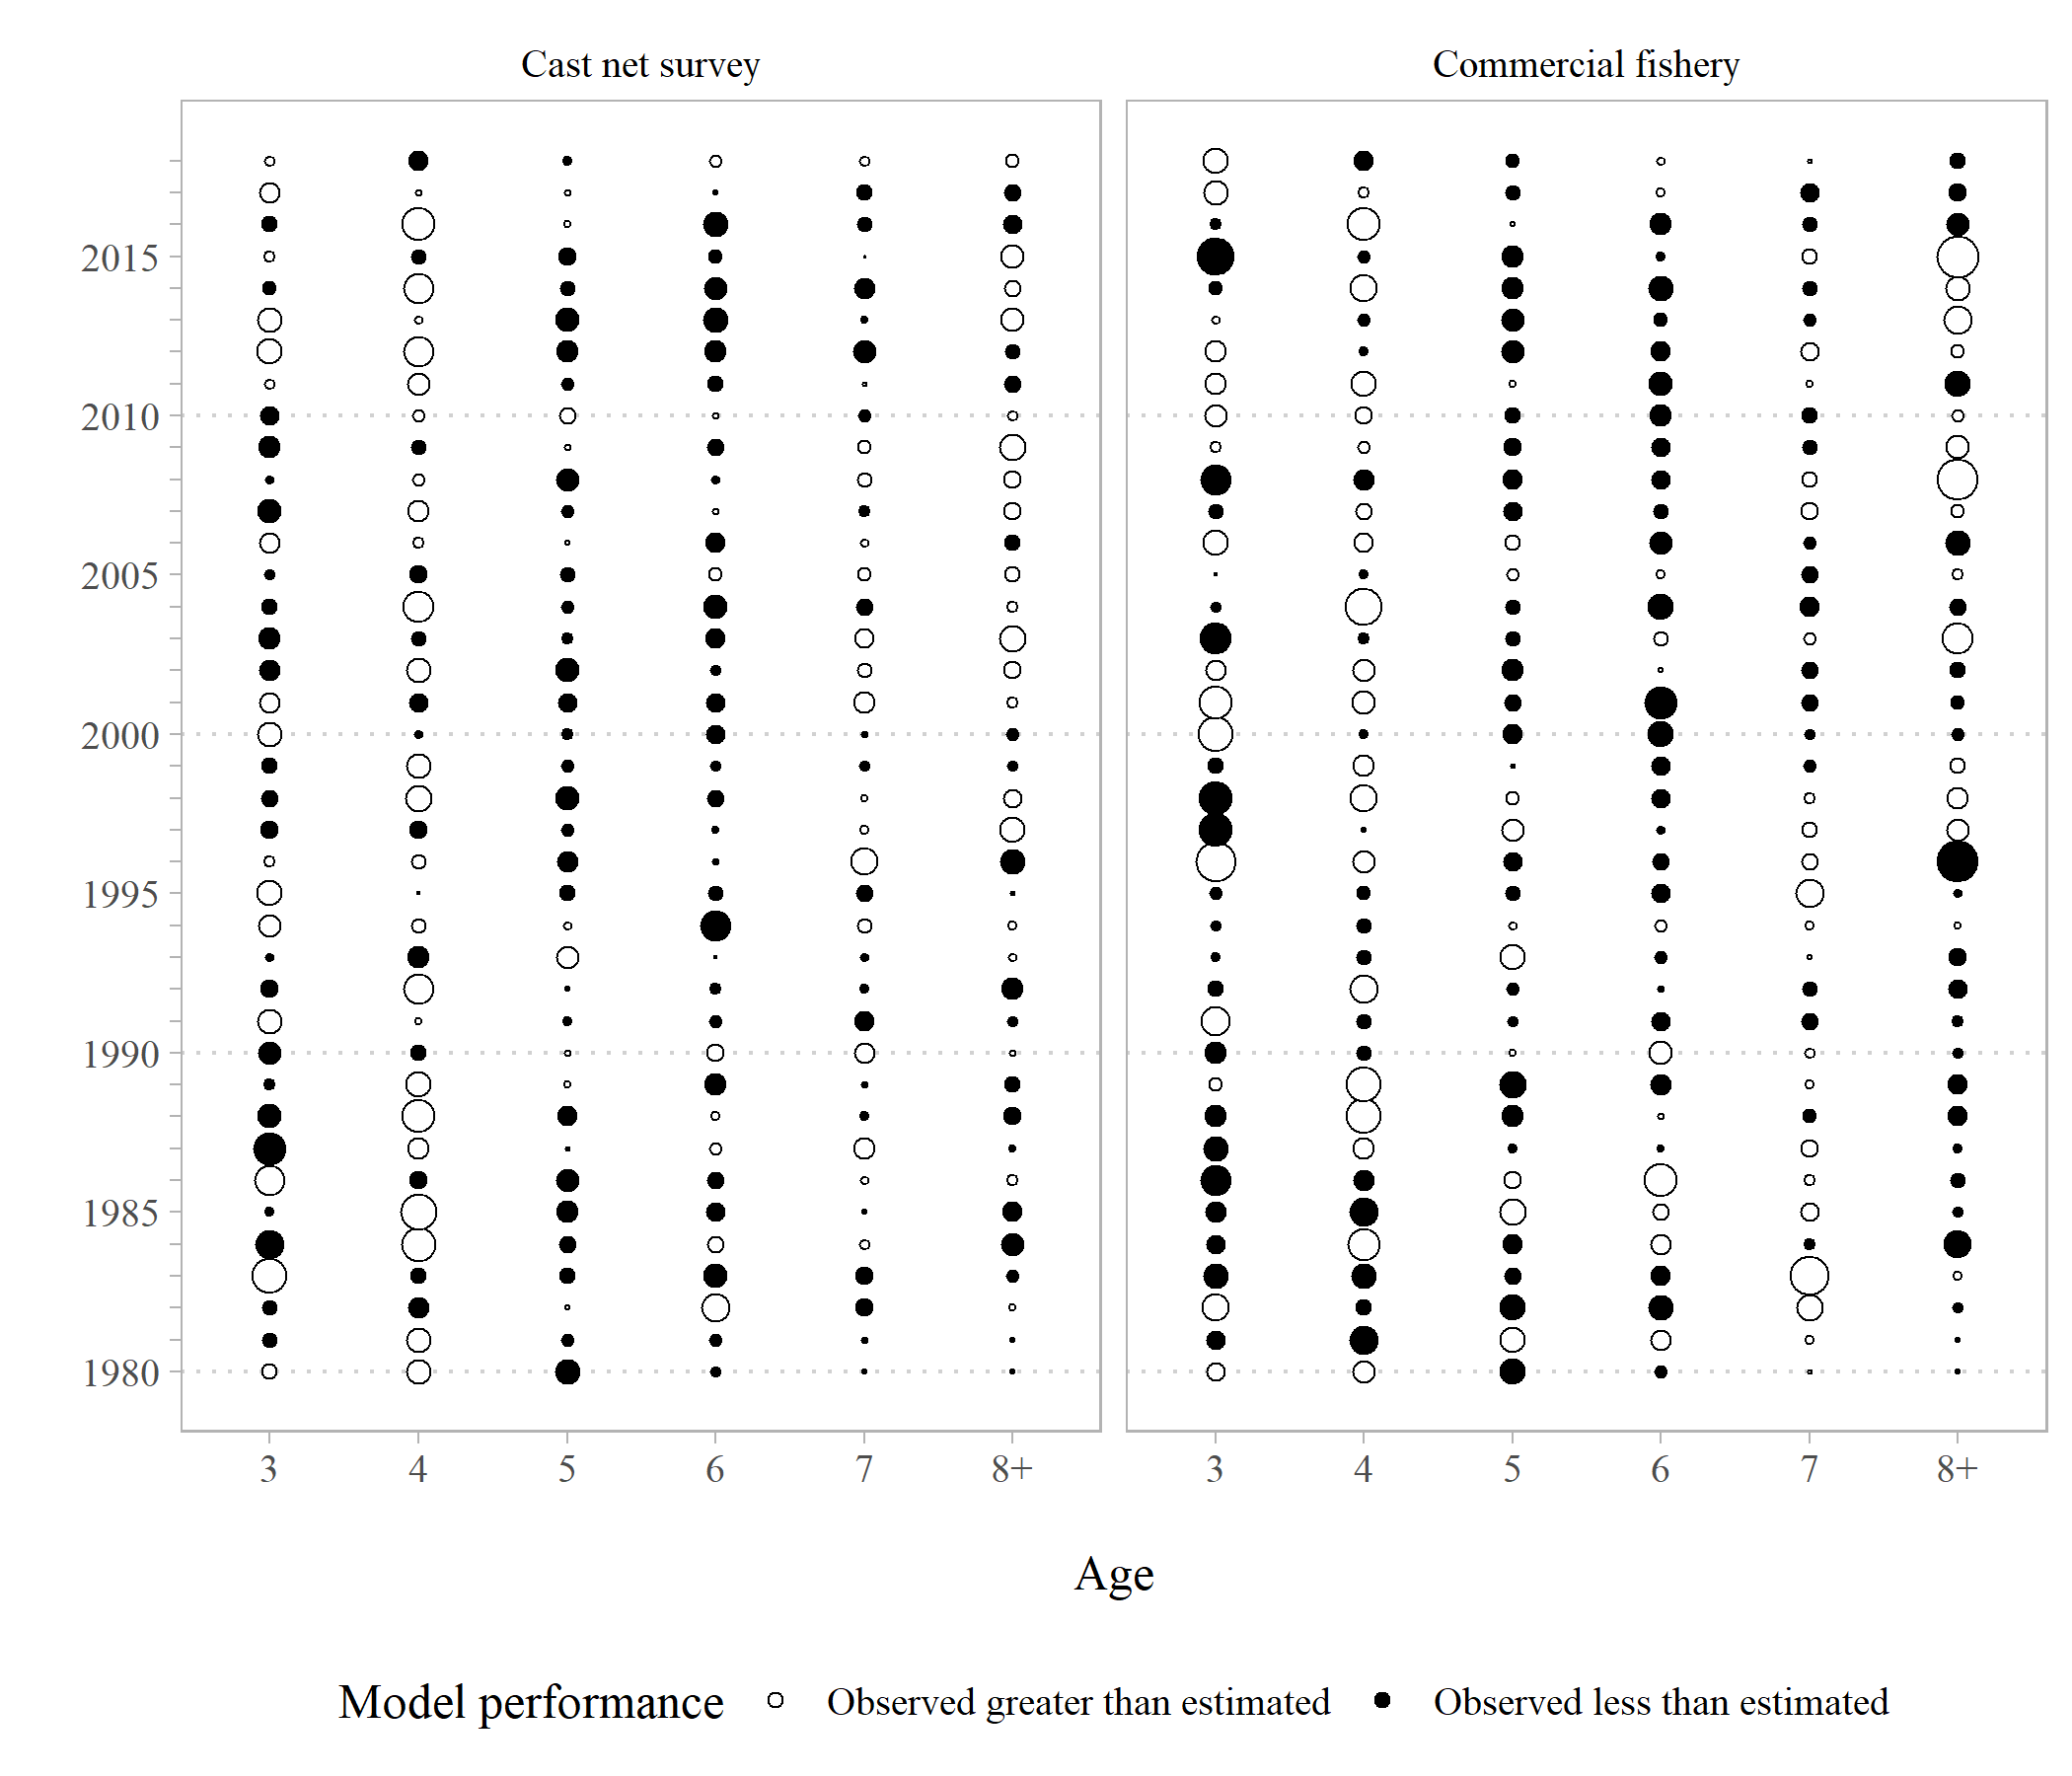 Cast net survey Commercial fishery
2015
2010
2005
2000
1995
1990
1985
1980
3 4 5 6 7 8+ 3 4 5 6 7 8+
Age
Model performance Observed greater than estimated Observed less than estimated